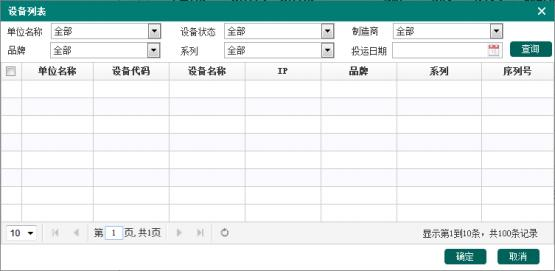 设备列表
单位名称 全部 设备状态 全部 制造商 全部
品牌 全部 系列 全部 投运日期 查询
单位名称 设备代码 设备名称 IP 品牌 系列 序列号
10 第 1 页,共1页 显示第1到10条，共100条记录
确定 取消